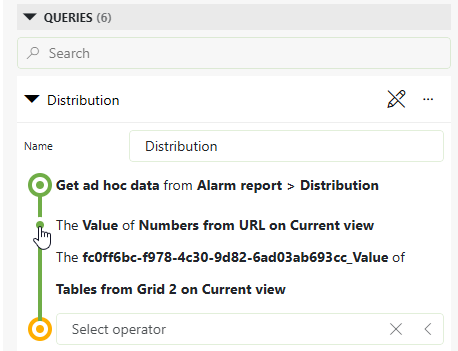 QUERIES (6)
Search
Distribution
Name
Distribution
Get ad hoc data from Alarm report > Distribution
The Value of Numbers from URL on Current view
The fc0ff6bc-f978-4c30-9d82-6ad03ab693cc_Value of
Tables from Grid 2 on Current view
Select operator